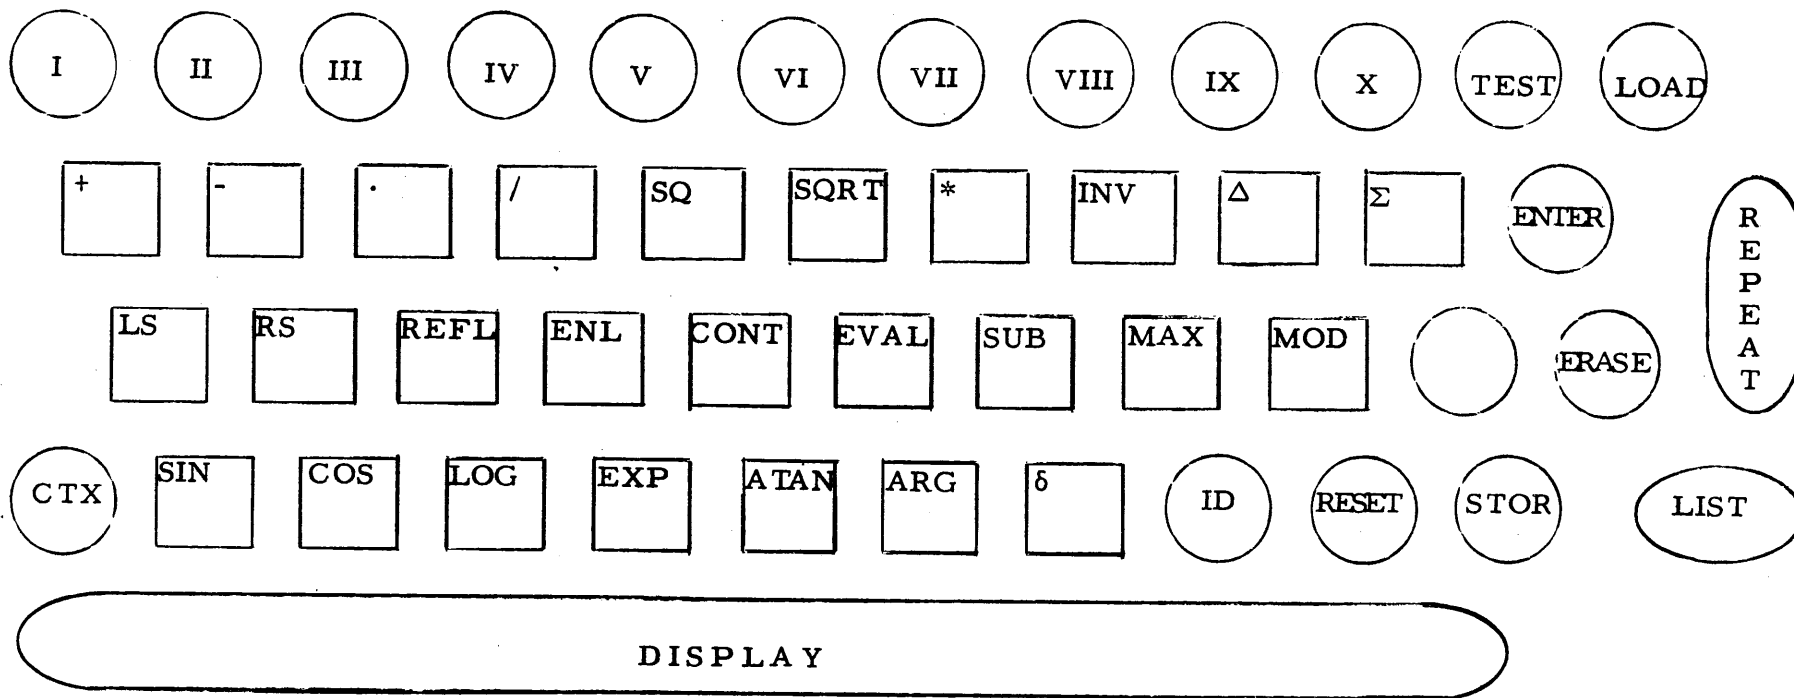 I II III IV V VI VII VIII IX X TEST LOAD
+ - · / SQ SQRT * INV Δ Σ ENTER REPEAT
LS RS REFL ENL CONT EVAL SUB MAX MOD ERASE
CTX SIN COS LOG EXP ATAN ARG δ ID RESET STOR LIST
DISPLAY